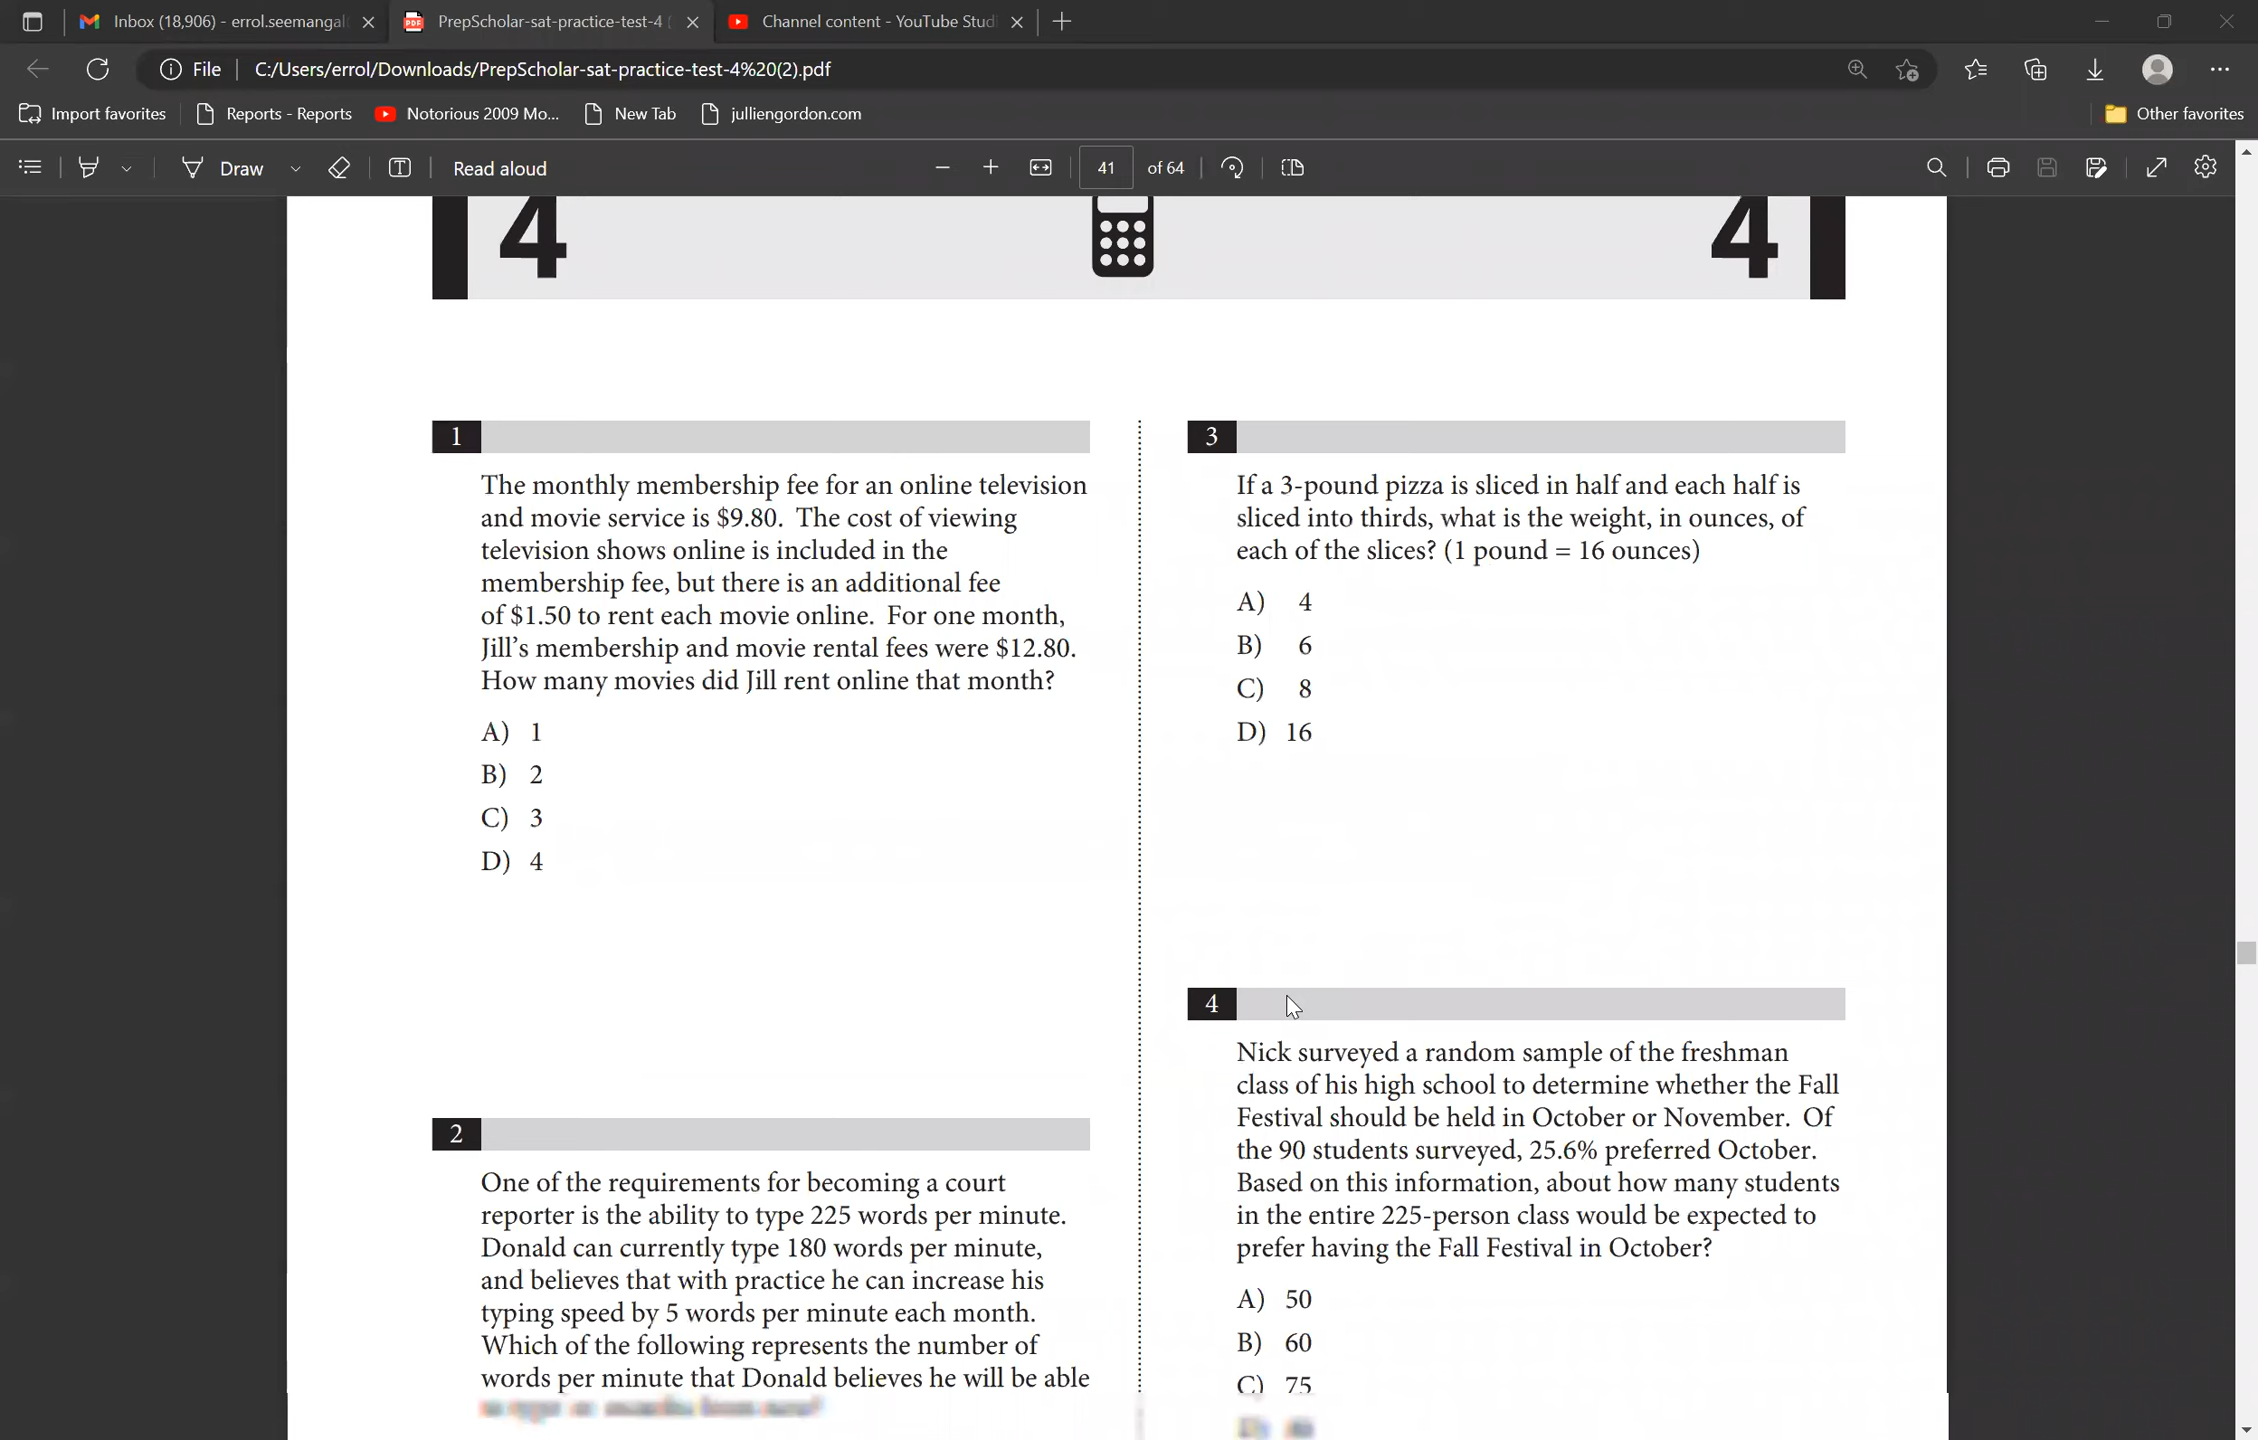 Inbox (18,906) - errol.seemangal
PrepScholar-sat-practice-test-4 (
Channel content - YouTube Studi
File
C:/Users/errol/Downloads/PrepScholar-sat-practice-test-4%20(2).pdf
Import favorites
Reports - Reports
Notorious 2009 Mo...
New Tab
julliengordon.com
Other favorites
Draw
Read aloud
41
of 64
4
4
1
The monthly membership fee for an online television
and movie service is $9.80. The cost of viewing
television shows online is included in the
membership fee, but there is an additional fee
of $1.50 to rent each movie online. For one month,
Jill’s membership and movie rental fees were $12.80.
How many movies did Jill rent online that month?
A) 1
B) 2
C) 3
D) 4
2
One of the requirements for becoming a court
reporter is the ability to type 225 words per minute.
Donald can currently type 180 words per minute,
and believes that with practice he can increase his
typing speed by 5 words per minute each month.
Which of the following represents the number of
words per minute that Donald believes he will be able
3
If a 3-pound pizza is sliced in half and each half is
sliced into thirds, what is the weight, in ounces, of
each of the slices? (1 pound = 16 ounces)
A) 4
B) 6
C) 8
D) 16
4
Nick surveyed a random sample of the freshman
class of his high school to determine whether the Fall
Festival should be held in October or November. Of
the 90 students surveyed, 25.6% preferred October.
Based on this information, about how many students
in the entire 225-person class would be expected to
prefer having the Fall Festival in October?
A) 50
B) 60
C) 75